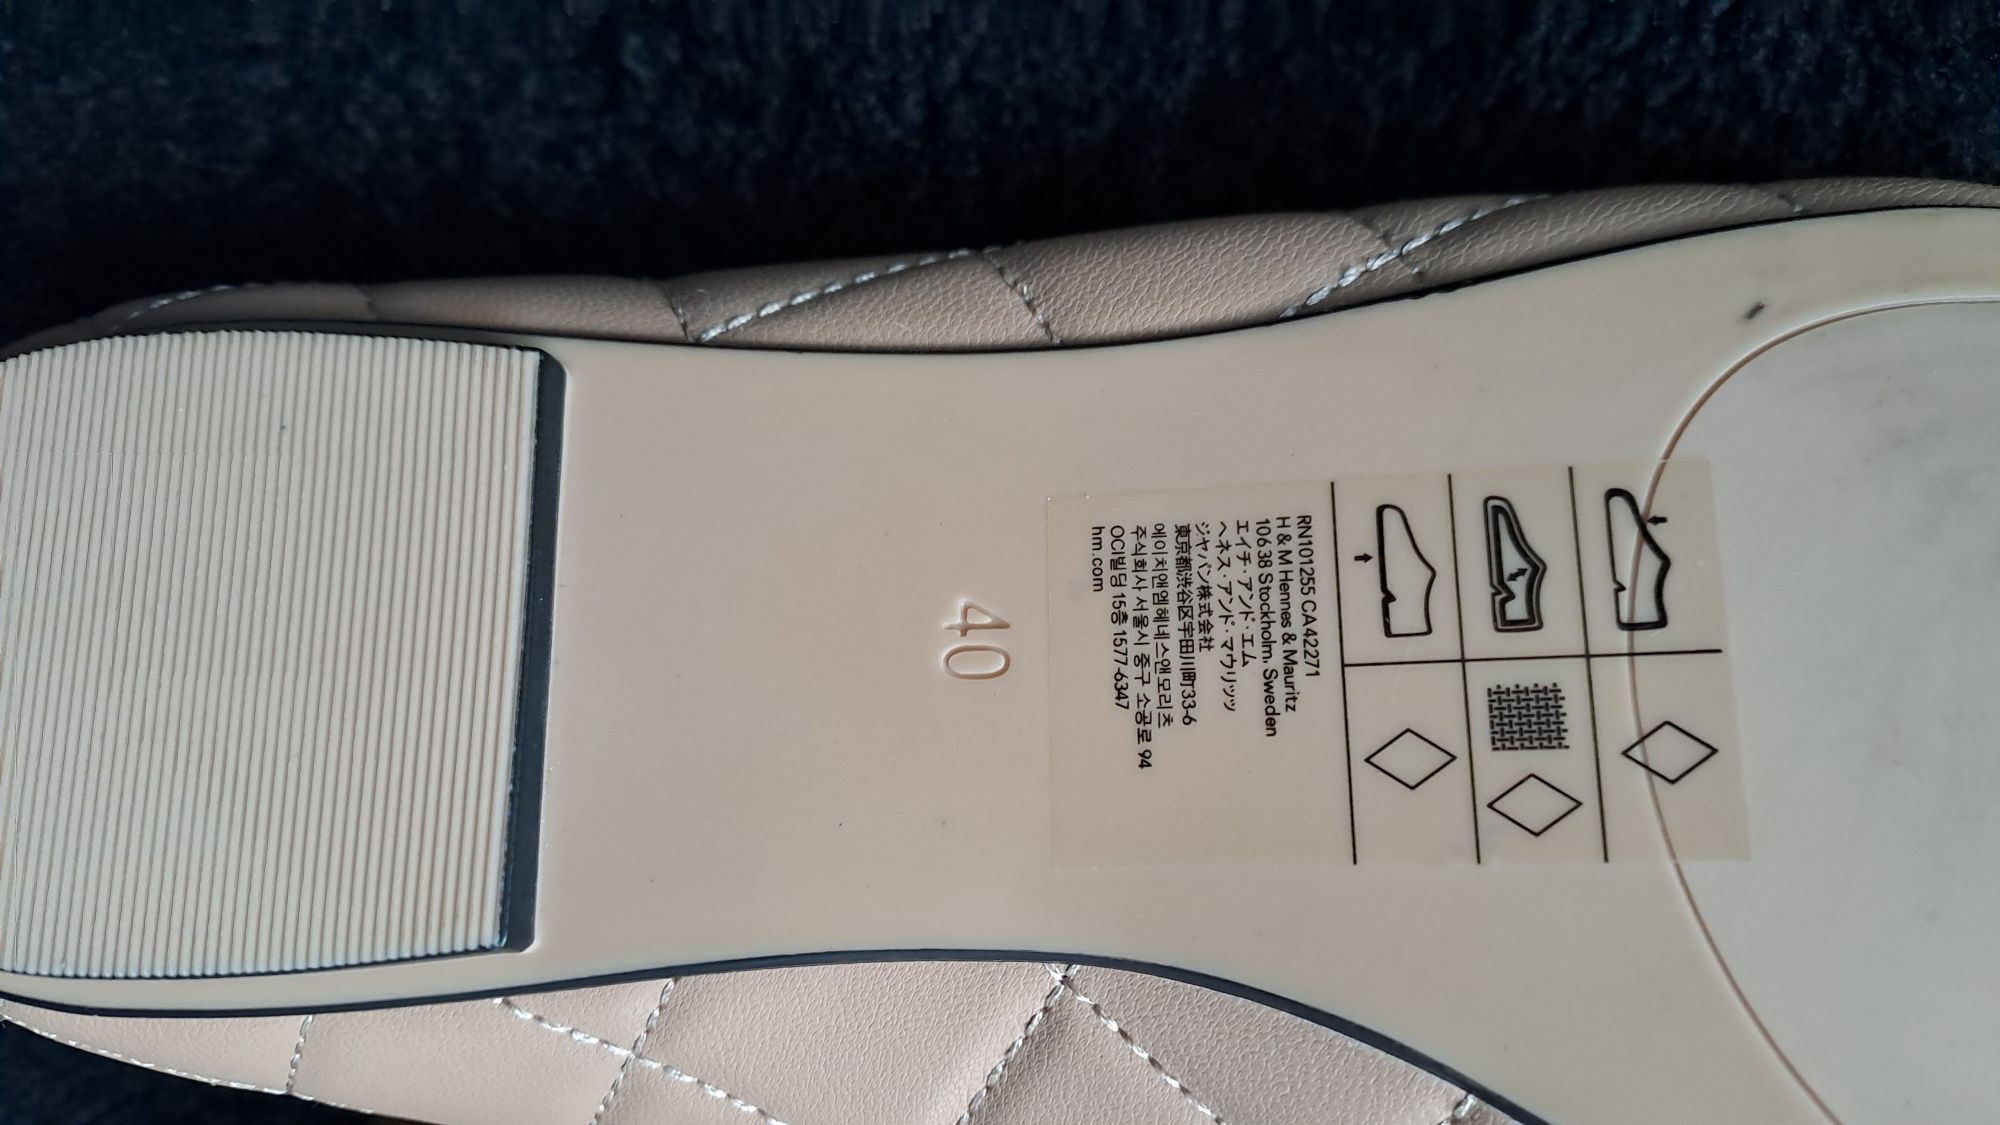 RN101255 CA42271
H & M Hennes & Mauritz
106 38 Stockholm, Sweden
エイチ・アンド・エム
ヘネス・アンド・マウリッツ
ジャパン株式会社
東京都渋谷区宇田川町33-6
에이치앤엠헤네스앤모리츠
주식회사 서울시 중구 소공로 94
OCI빌딩 15층 1577-6347
hm.com
40